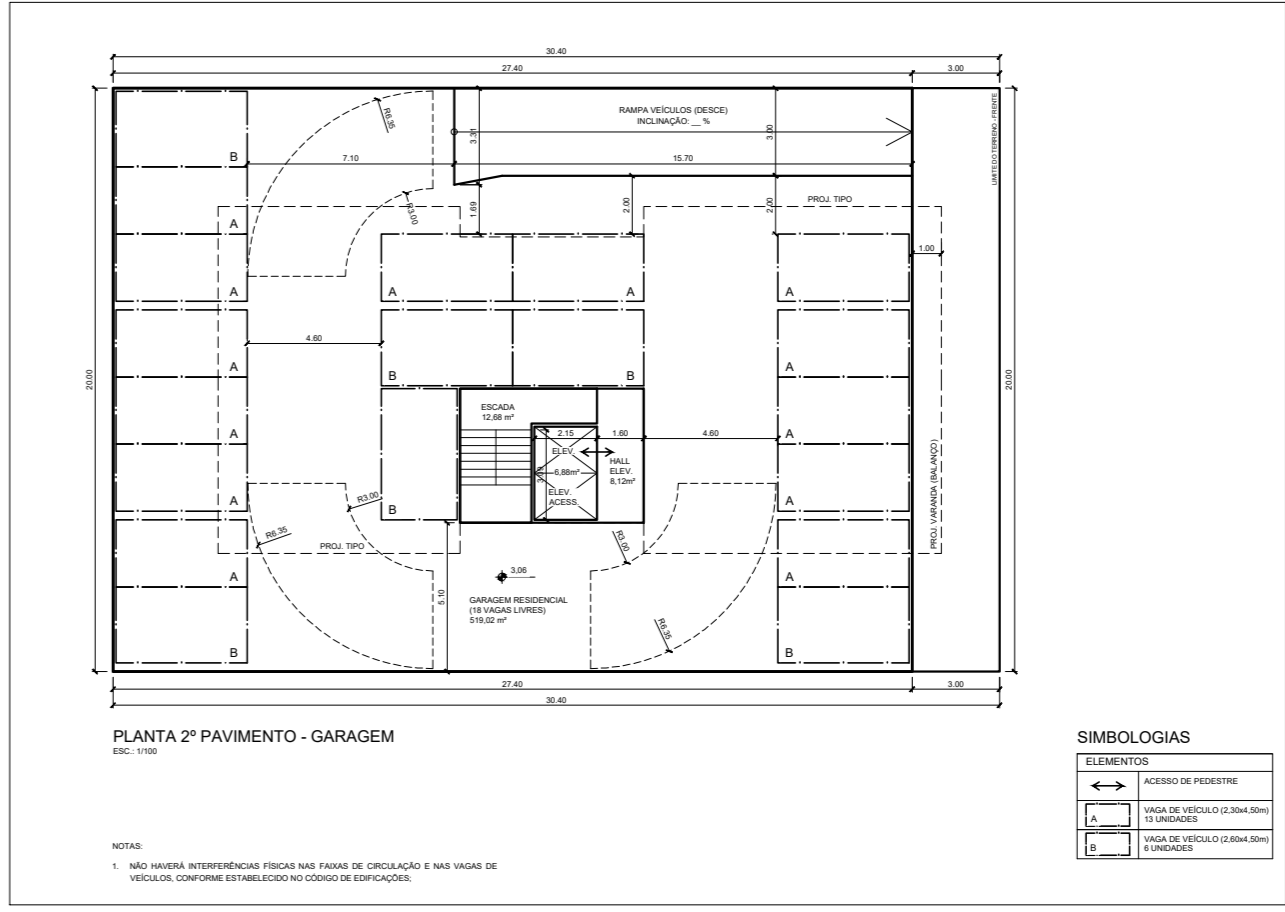 30.40
27.40
3.00
RAMPA VEÍCULOS (DESCE)
INCLINAÇÃO: __ %
LIMITE DO TERRENO - FRENTE
R6.35
3.31
3.00
7.10
15.70
B
R3.00
1.69
2.00
2.00
PROJ. TIPO
A
1.00
A
A
A
A
4.60
20.00
20.00
A
B
B
A
ESCADA
12,68 m²
A
2.15
1.60
4.60
A
ELEV.
HALL
ELEV.
8,12m²
6,88m²
ELEV.
ACESS.
PROJ. VARANDA (BALANÇO)
R3.00
A
B
A
R6.35
PROJ. TIPO
R3.00
3,06
A
A
5.10
GARAGEM RESIDENCIAL
(18 VAGAS LIVRES)
519,02 m²
R6.35
B
B
27.40
3.00
30.40
PLANTA 2º PAVIMENTO - GARAGEM
ESC.: 1/100
SIMBOLOGIAS
ELEMENTOS
ACESSO DE PEDESTRE
A
VAGA DE VEÍCULO (2,30x4,50m)
13 UNIDADES
B
VAGA DE VEÍCULO (2,60x4,50m)
6 UNIDADES
NOTAS:
1. NÃO HAVERÁ INTERFERÊNCIAS FÍSICAS NAS FAIXAS DE CIRCULAÇÃO E NAS VAGAS DE
VEÍCULOS, CONFORME ESTABELECIDO NO CÓDIGO DE EDIFICAÇÕES;